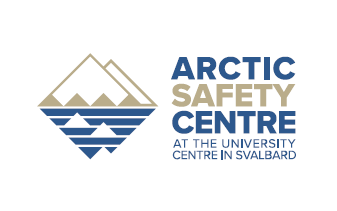 ARCTIC
SAFETY
CENTRE
AT THE UNIVERSITY
CENTRE IN SVALBARD